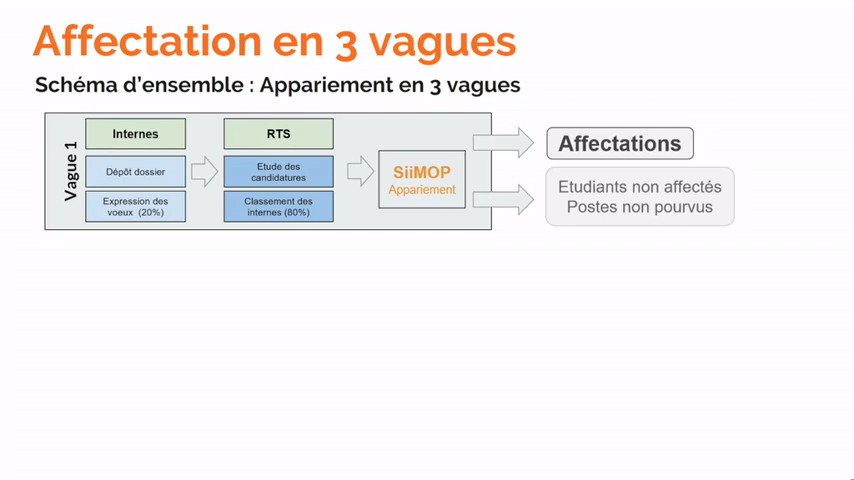 Affectation en 3 vagues
Schéma d'ensemble : Appariement en 3 vagues
Vague 1
Internes
Dépôt dossier
Expression des
voeux (20%)
RTS
Etude des
candidatures
Classement des
internes (80%)
SiiMOP
Appariement
Affectations
Etudiants non affectés
Postes non pourvus